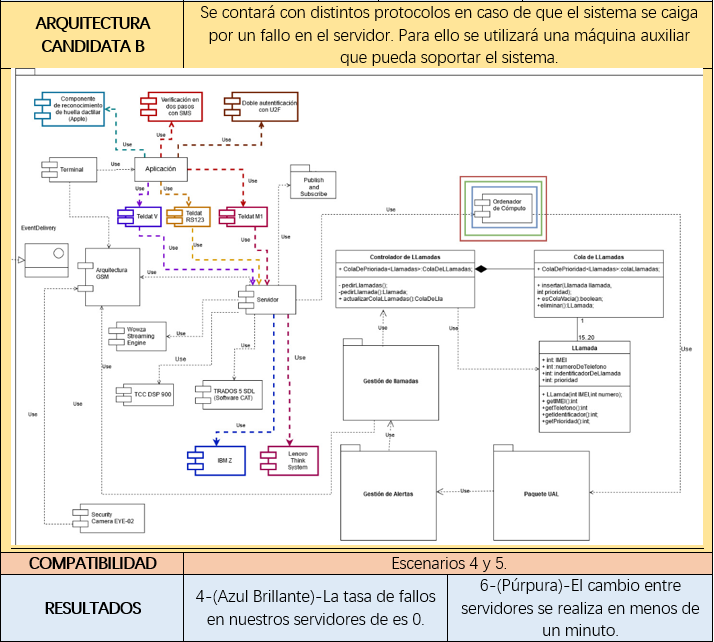 ARQUITECTURA
CANDIDATA B
Se contará con distintos protocolos en caso de que el sistema se caiga
por un fallo en el servidor. Para ello se utilizará una máquina auxiliar
que pueda soportar el sistema.
Componente
de reconocimiento
de huella dactilar
(Apple)
Verificación en
dos pasos
con SMS
Doble autentificación
con U2F
Use
Use
Use
Terminal
Use
Aplicación
Publish
and
Subscribe
Use
Use
Use
Use
Teldat V
Teldat
RS123
Teldat M1
Use
Use
Use
Use
Ordenador
de Cómputo
Use
EventDelivery
Arquitectura
GSM
Use
Servidor
Controlador de LLamadas
+ ColaDePrioriada<Llamadas> ColaDeLLamadas;
- pedirLlamadas();
-pedirLlamada():Llamada;
+ actualizarColaLLamadas():ColaDeLla
Cola de LLamadas
+ ColaDePrioridad<Llamadas> colaLlamadas;
+ insertar(Llamada llamada,
int prioridad);
+ esColaVacia():boolean;
+eliminar():LLamada;
1
15..20
LLamada
+ int: IMEI
+ int :numeroDeTelefono
+ int: indentificadorDeLlamada
+ int: prioridad
+ LLamda(int IMEI,int numero);
+ getIMEI():int
+getTelefono():int
+getIdentificador():int;
+getPrioridad():int;
Wowza
Streaming
Engine
Use
Use
TCC DSP 900
TRADOS 5 SDL
(Software CAT)
Use
Use
Use
Use
Use
Use
Gestión de llamadas
Use
IBM Z
Lenovo
Think
System
Use
Use
Gestión de Alertas
Use
Paquete UAL
Security
Camera EYE-02
COMPATIBILIDAD
Escenarios 4 y 5.
RESULTADOS
4-(Azul Brillante)-La tasa de fallos
en nuestros servidores de es 0.
6-(Púrpura)-El cambio entre
servidores se realiza en menos de
un minuto.